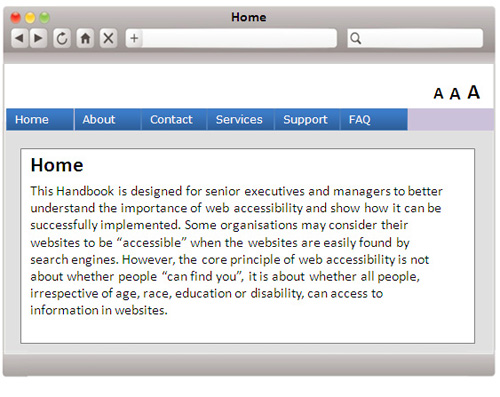 Home
A A A
Home About Contact Services Support FAQ
Home
This Handbook is designed for senior executives and managers to better
understand the importance of web accessibility and show how it can be
successfully implemented. Some organisations may consider their
websites to be “accessible” when the websites are easily found by
search engines. However, the core principle of web accessibility is not
about whether people “can find you”, it is about whether all people,
irrespective of age, race, education or disability, can access to
information in websites.